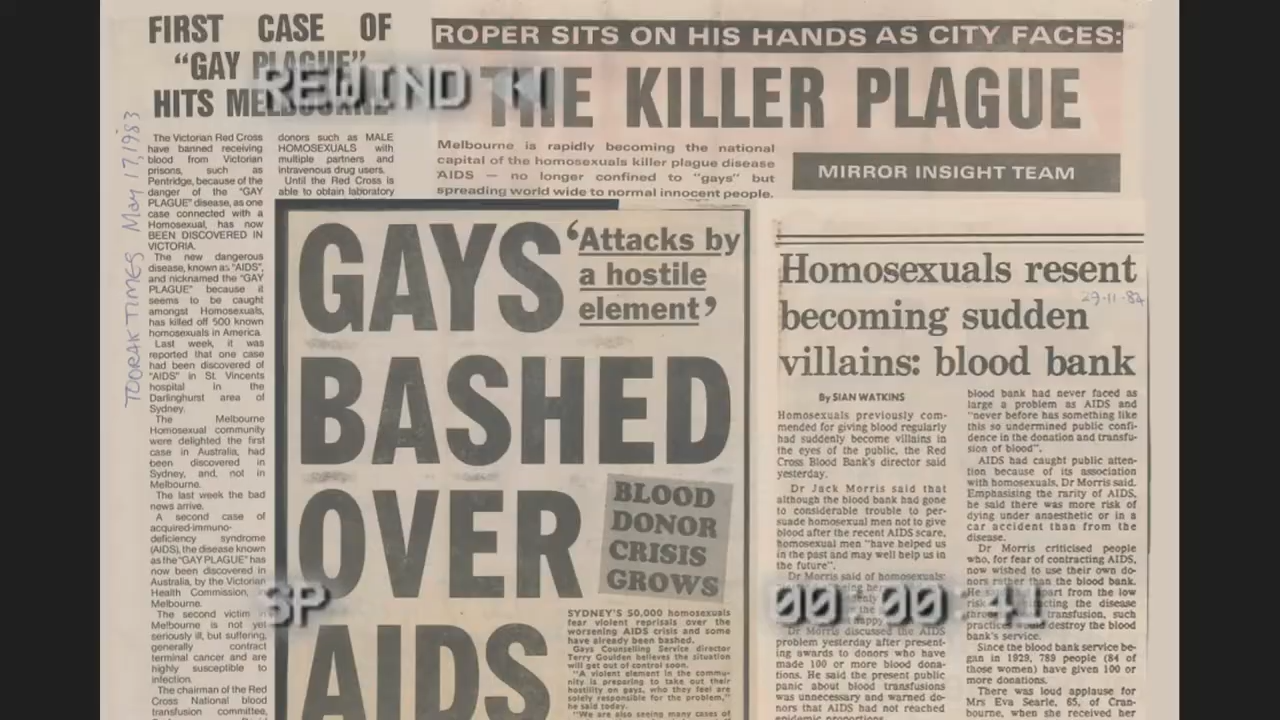 FIRST CASE OF
"GAY PLAGUE"
HITS MELBOURNE
TOORAK TIMES May 17, 1983
The Victorian Red Cross
have banned receiving
blood from Victorian
prisons, such as
Pentridge, because of the
danger of the "GAY
PLAGUE" disease, as one
case connected with a
Homosexual, has now
BEEN DISCOVERED IN
VICTORIA.
The new dangerous
disease, known as "AIDS",
and nicknamed the "GAY
PLAGUE" because it
seems to be caught
amongst Homosexuals,
has killed off 500 known
homosexuals in America.
Last week, it was
reported that one case
had been discovered of
"AIDS" in St. Vincents
hospital in the
Darlinghurst area of
Sydney.
The Melbourne
Homosexual community
were delighted the first
case in Australia, had
been discovered in
Sydney, and, not in
Melbourne.
The last week the bad
news arrive.
A second case of
acquired-immuno-
deficiency syndrome
(AIDS), the disease known
as the "GAY PLAGUE" has
now been discovered in
Australia, by the Victorian
Health Commission,
Melbourne.
The second victim in
Melbourne is not yet
seriously ill, but suffering,
generally contract
terminal cancer and are
highly susceptible to
infection.
The chairman of the Red
Cross National blood
transfusion committee,
donors such as MALE
HOMOSEXUALS with
multiple partners and
intravenous drug users.
Until the Red Cross is
able to obtain laboratory
ROPER SITS ON HIS HANDS AS CITY FACES:
THE KILLER PLAGUE
Melbourne is rapidly becoming the national
capital of the homosexuals killer plague disease
AIDS — no longer confined to "gays" but
spreading world wide to normal innocent people.
MIRROR INSIGHT TEAM
REWIND
GAYS
BASHED
OVER
AIDS
'Attacks by
a hostile
element'
BLOOD
DONOR
CRISIS
GROWS
SYDNEY'S 50,000 homosexuals
fear violent reprisals over the
worsening AIDS crisis and some
have already been bashed.
Gays Counselling Service director
Terry Goulden believes the situation
will get out of control soon.
"A violent element in the commu-
nity is preparing to take out their
hostility on gays, who they feel are
solely responsible for the problem,"
he said today.
"We are also seeing many cases of
Homosexuals resent
becoming sudden
villains: blood bank
29-11-84
By SIAN WATKINS
Homosexuals previously com-
mended for giving blood regularly
had suddenly become villains in
the eyes of the public, the Red
Cross Blood Bank's director said
yesterday.
Dr Jack Morris said that
although the blood bank had gone
to considerable trouble to per-
suade homosexual men not to give
blood after the recent AIDS scare,
homosexual men "have helped us
in the past and may well help us in
the future".
Dr Morris said of homosexuals:
Dr Morris discussed the AIDS
problem yesterday after present-
ing awards to donors who have
made 100 or more blood dona-
tions. He said the present public
panic about blood transfusions
was unnecessary and warned do-
nors that AIDS had not reached
epidemic proportions.
blood bank had never faced as
large a problem as AIDS and
"never before has something like
this so undermined public confi-
dence in the donation and transfu-
sion of blood".
AIDS had caught public atten-
tion because of its association
with homosexuals, Dr Morris said.
Emphasising the rarity of AIDS,
he said there was more risk of
dying under anaesthetic or in a
car accident than from the
disease.
Dr Morris criticised people
who, for fear of contracting AIDS,
now wished to use their own do-
nors rather than the blood bank.
He part from the low
risk the disease
such
practices would destroy the blood
bank's service.
Since the blood bank service be-
gan in 1929, 789 people (84 of
those women) have given 100 or
more donations.
There was loud applause for
Mrs Eva Searle, 65, of Cran-
bourne, when she received her
SP
00:00:41